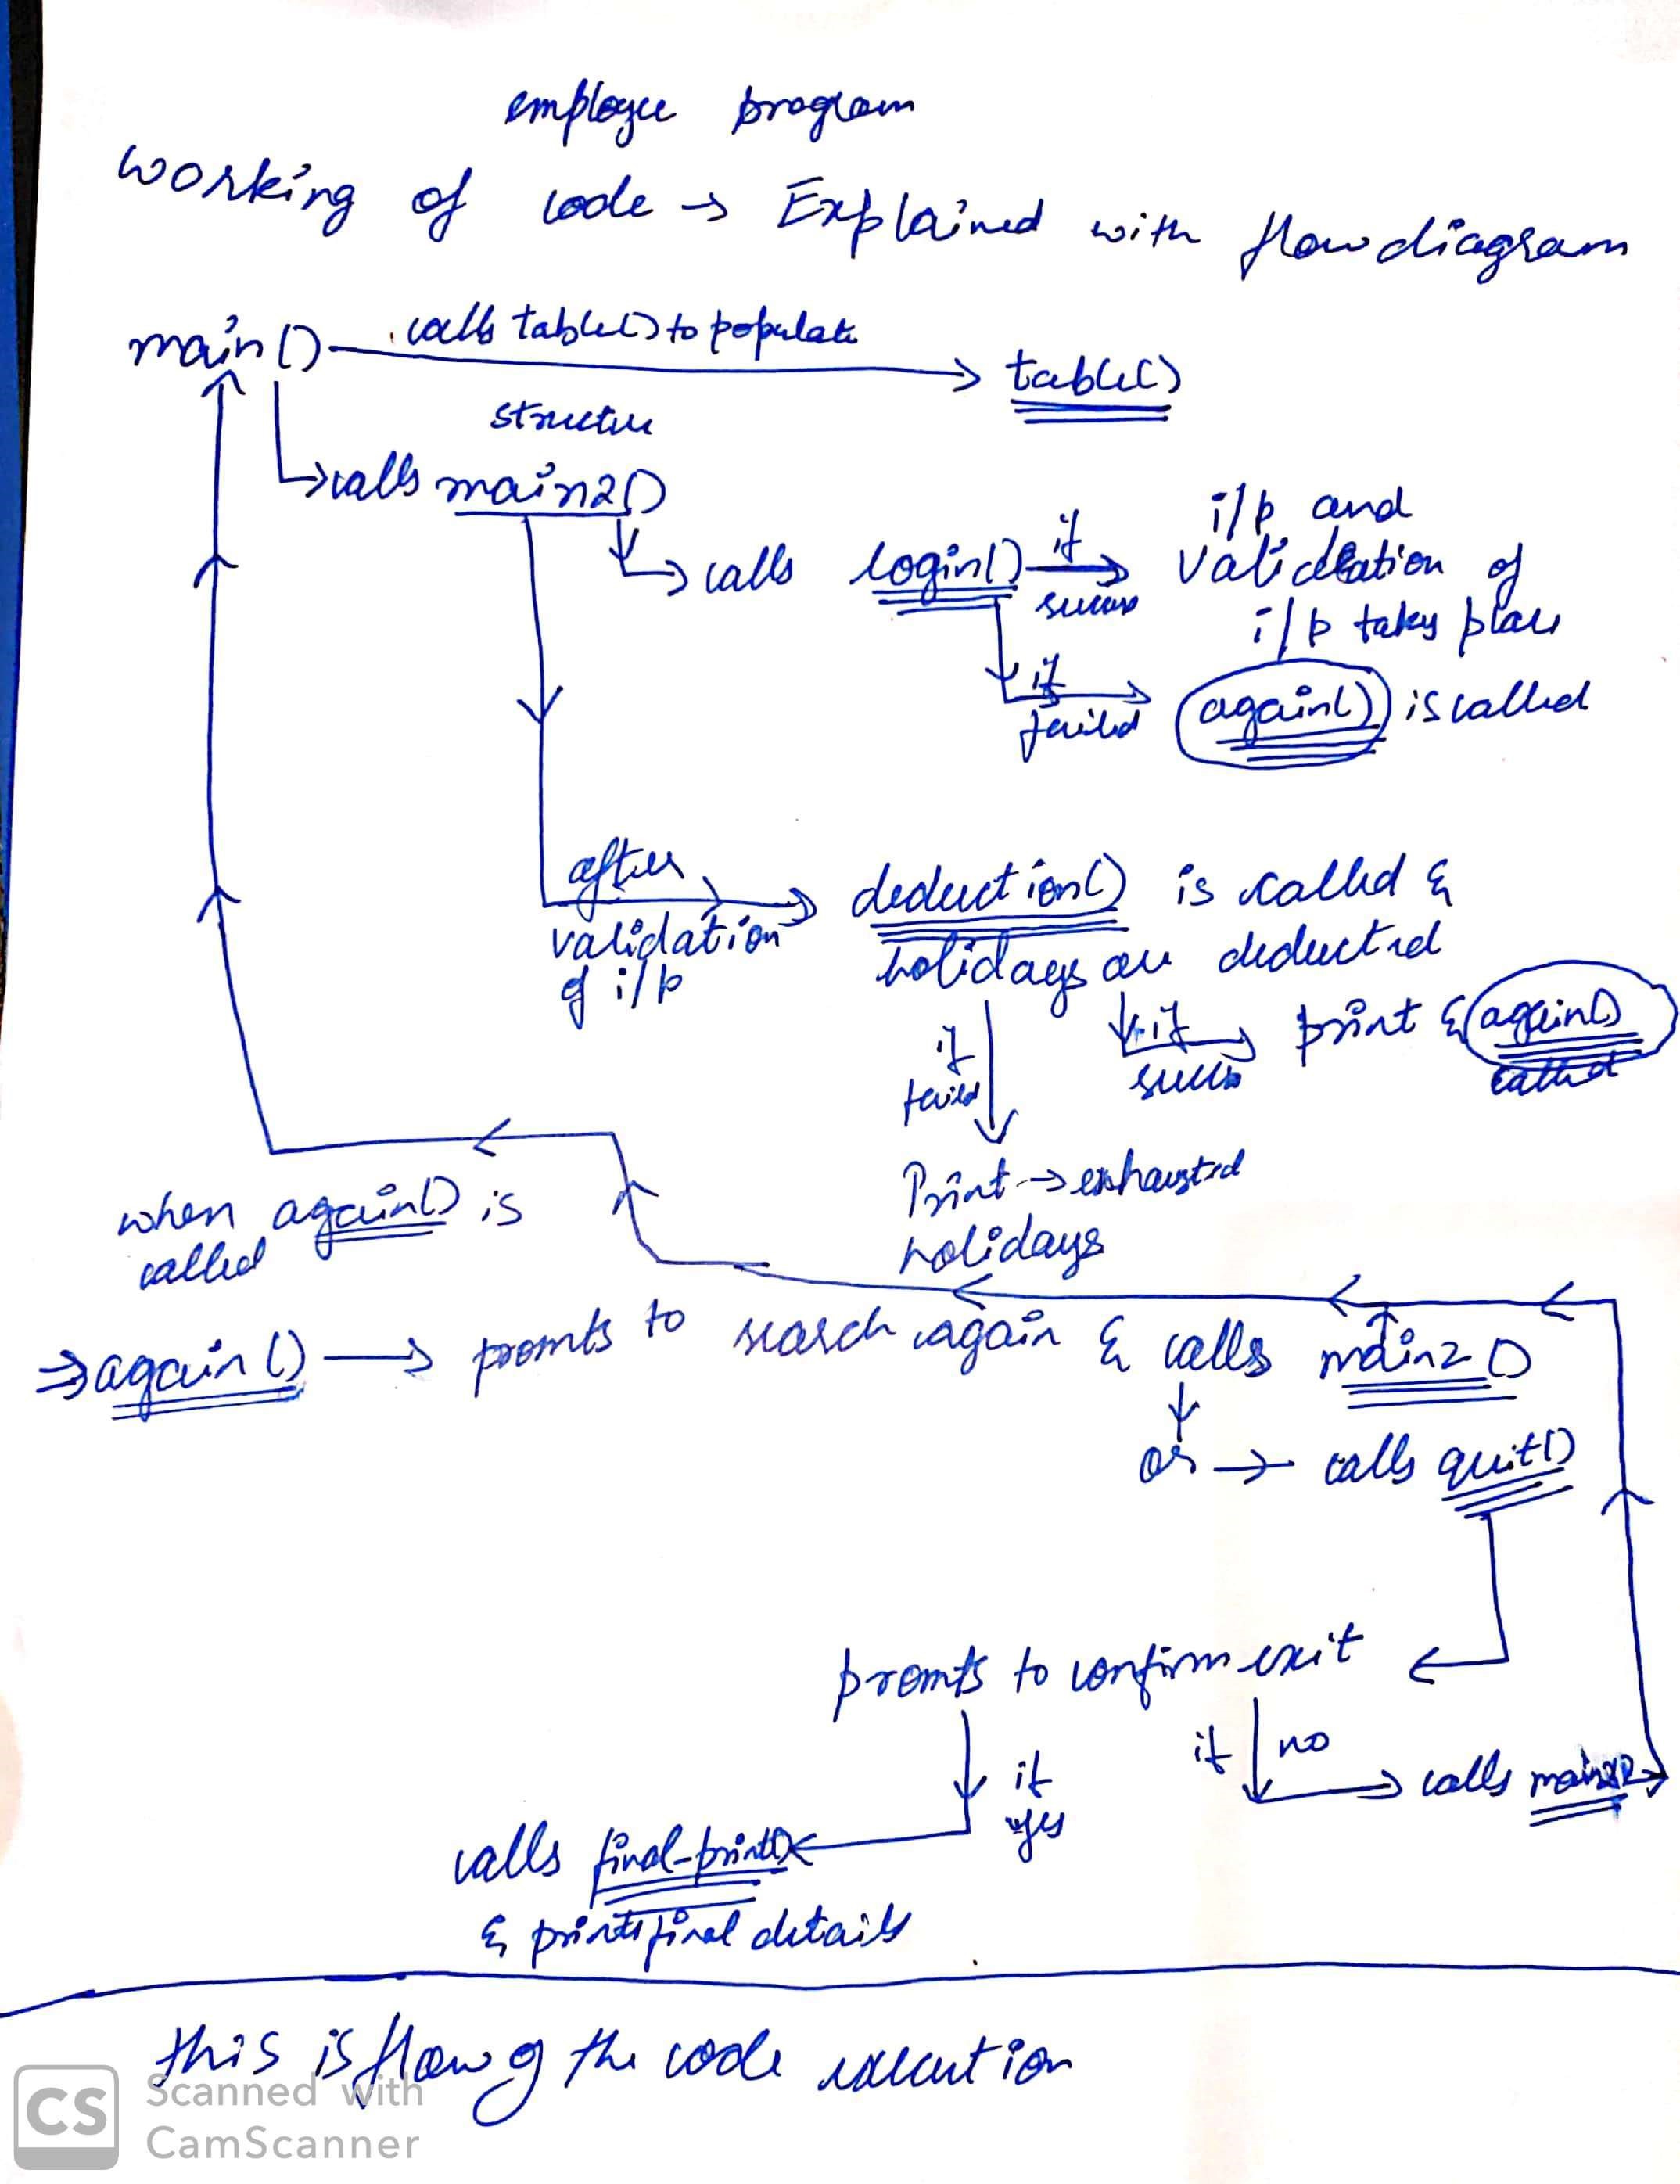 employee program
working of code → Explained with flow diagram
main() calls table() to populate → table()
structure
→ calls main2()
→ calls login() if success → i/p and
validation of
i/p takes place
if failed → again() is called
after validation of i/p → deduction() is called &
holidays are deducted
if success → print & again()
called
if failed
Print → exhausted
holidays
when again() is
called
⇒ again() → promts to search again & calls main2()
or → calls quit()
promts to confirm exit
if no → calls
if yes
calls final-print()
& prints final details
this is flow of the code execution
CS Scanned with
CamScanner